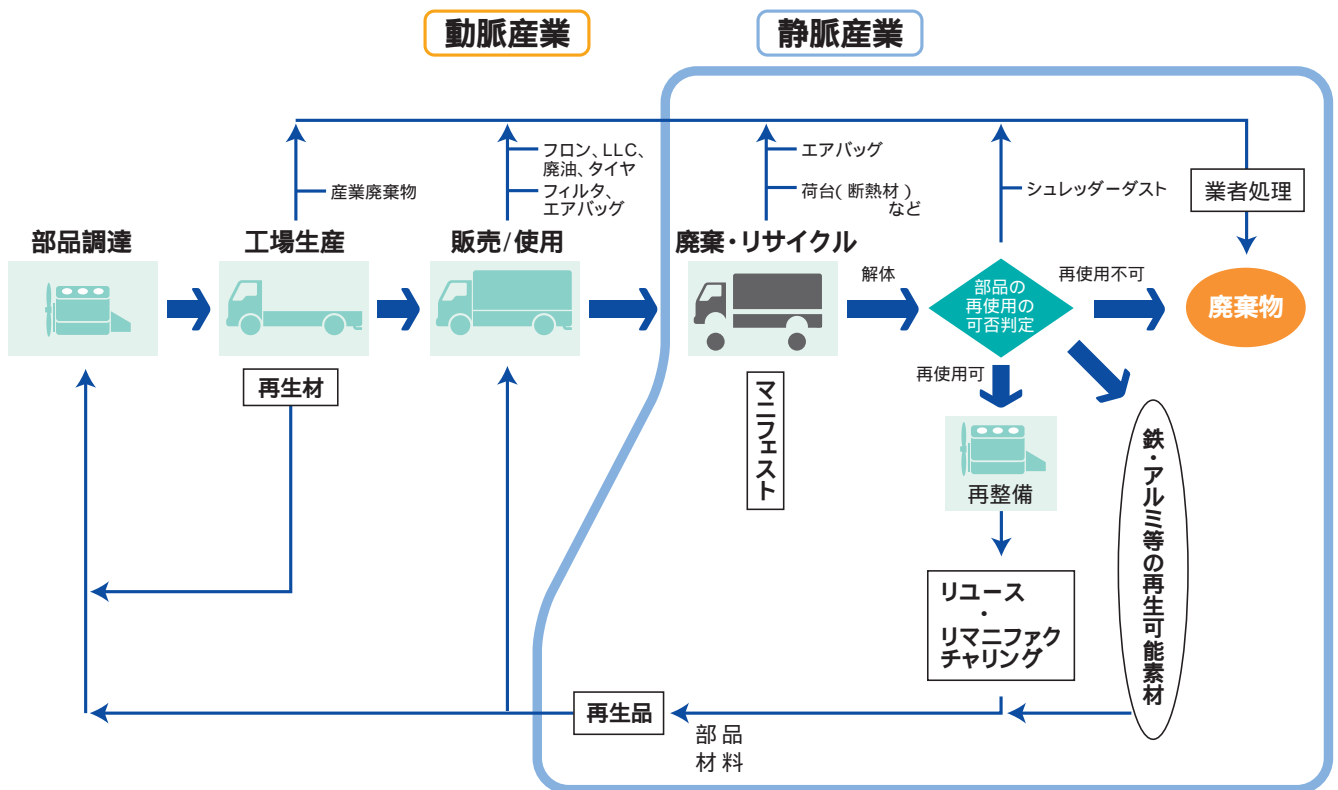 動脈産業
静脈産業
フロン、LLC、
廃油、タイヤ
フィルタ、
エアバッグ
産業廃棄物
エアバッグ
荷台(断熱材)
など
シュレッダーダスト
業者処理
部品調達
工場生産
販売/使用
廃棄・リサイクル
解体
部品の
再使用の
可否判定
再使用不可
廃棄物
再生材
マニフェスト
再使用可
再整備
鉄・アルミ等の再生可能素材
リユース
・
リマニファク
チャリング
再生品
部品
材料